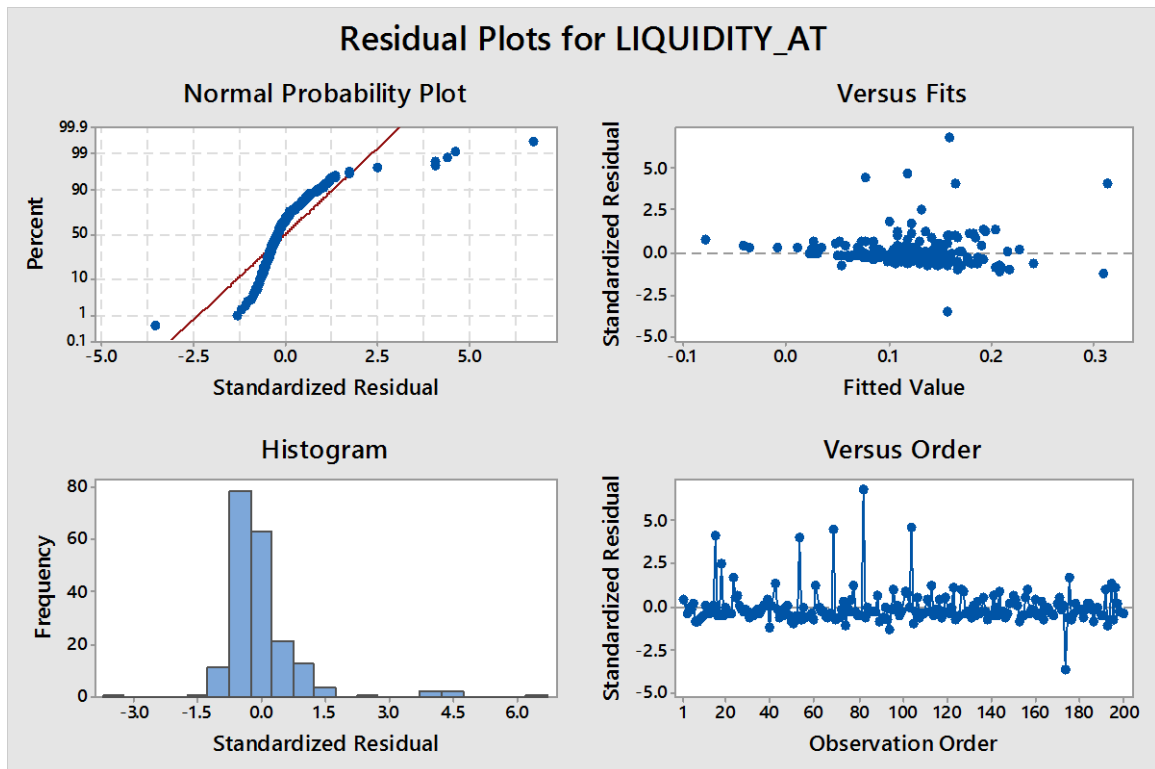 Residual Plots for LIQUIDITY_AT
Normal Probability Plot
99.9
99
90
50
10
1
0.1
Percent
-5.0 -2.5 0.0 2.5 5.0
Standardized Residual
Versus Fits
5.0
2.5
0.0
-2.5
-5.0
Standardized Residual
-0.1 0.0 0.1 0.2 0.3
Fitted Value
Histogram
80
60
40
20
0
Frequency
-3.0 -1.5 0.0 1.5 3.0 4.5 6.0
Standardized Residual
Versus Order
5.0
2.5
0.0
-2.5
-5.0
Standardized Residual
1 20 40 60 80 100 120 140 160 180 200
Observation Order